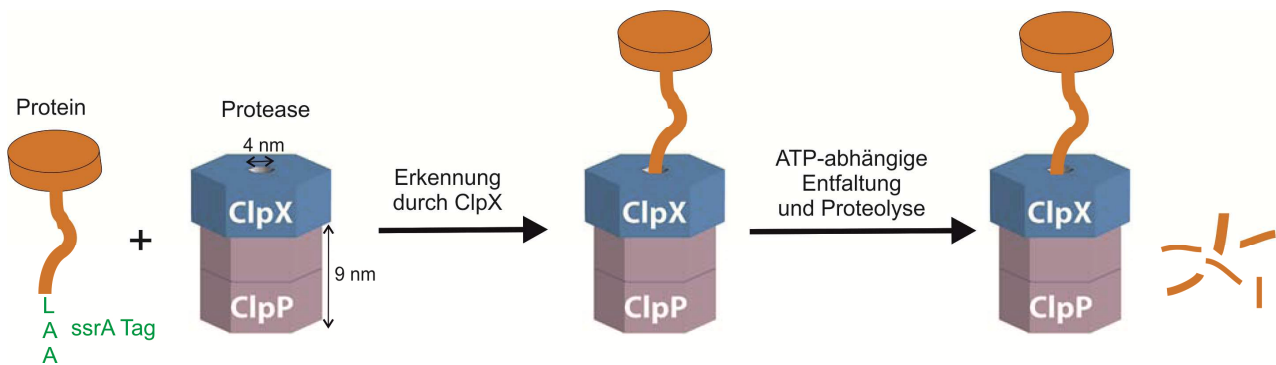 Protein
L
A
A
ssrA Tag
+
Protease
4 nm
ClpX
9 nm
ClpP
Erkennung
durch ClpX
ClpX
ClpP
ATP-abhängige
Entfaltung
und Proteolyse
ClpX
ClpP